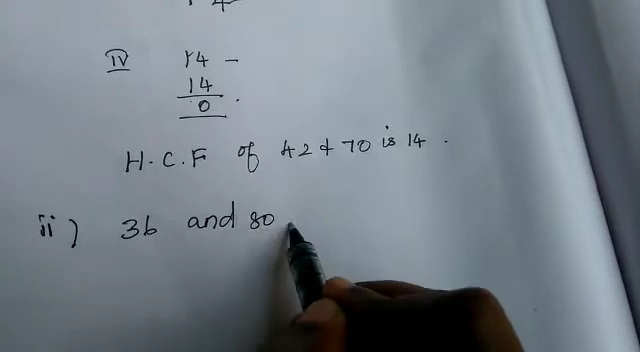 IV 14 -
14
0 .
H.C.F of 42 & 70 is 14 .
ii) 36 and 80